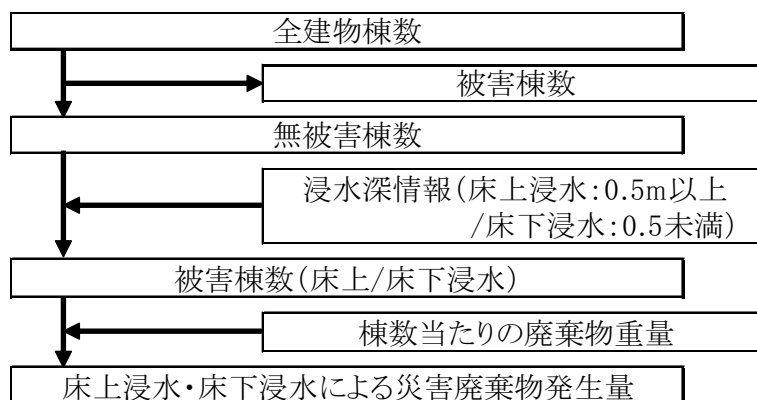 全建物棟数
被害棟数
無被害棟数
浸水深情報(床上浸水:0.5m以上
/床下浸水:0.5未満)
被害棟数(床上/床下浸水)
棟数当たりの廃棄物重量
床上浸水・床下浸水による災害廃棄物発生量